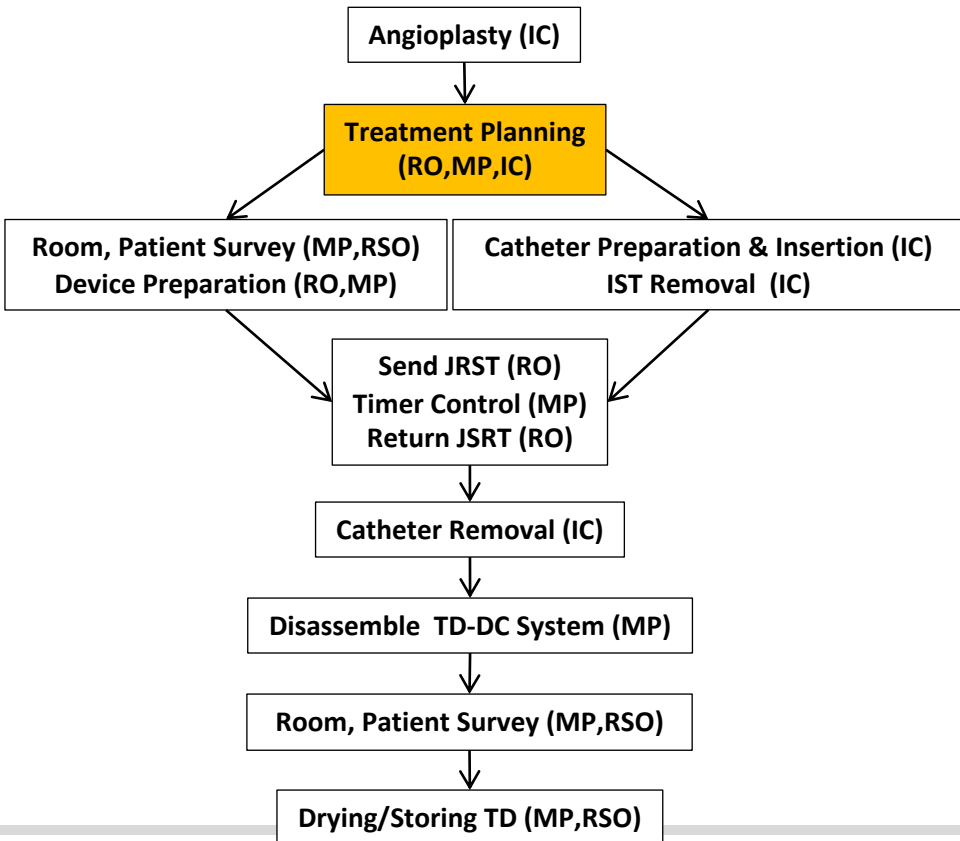 Angioplasty (IC)
Treatment Planning
(RO,MP,IC)
Room, Patient Survey (MP,RSO)
Device Preparation (RO,MP)
Catheter Preparation & Insertion (IC)
IST Removal (IC)
Send JRST (RO)
Timer Control (MP)
Return JSRT (RO)
Catheter Removal (IC)
Disassemble TD-DC System (MP)
Room, Patient Survey (MP,RSO)
Drying/Storing TD (MP,RSO)